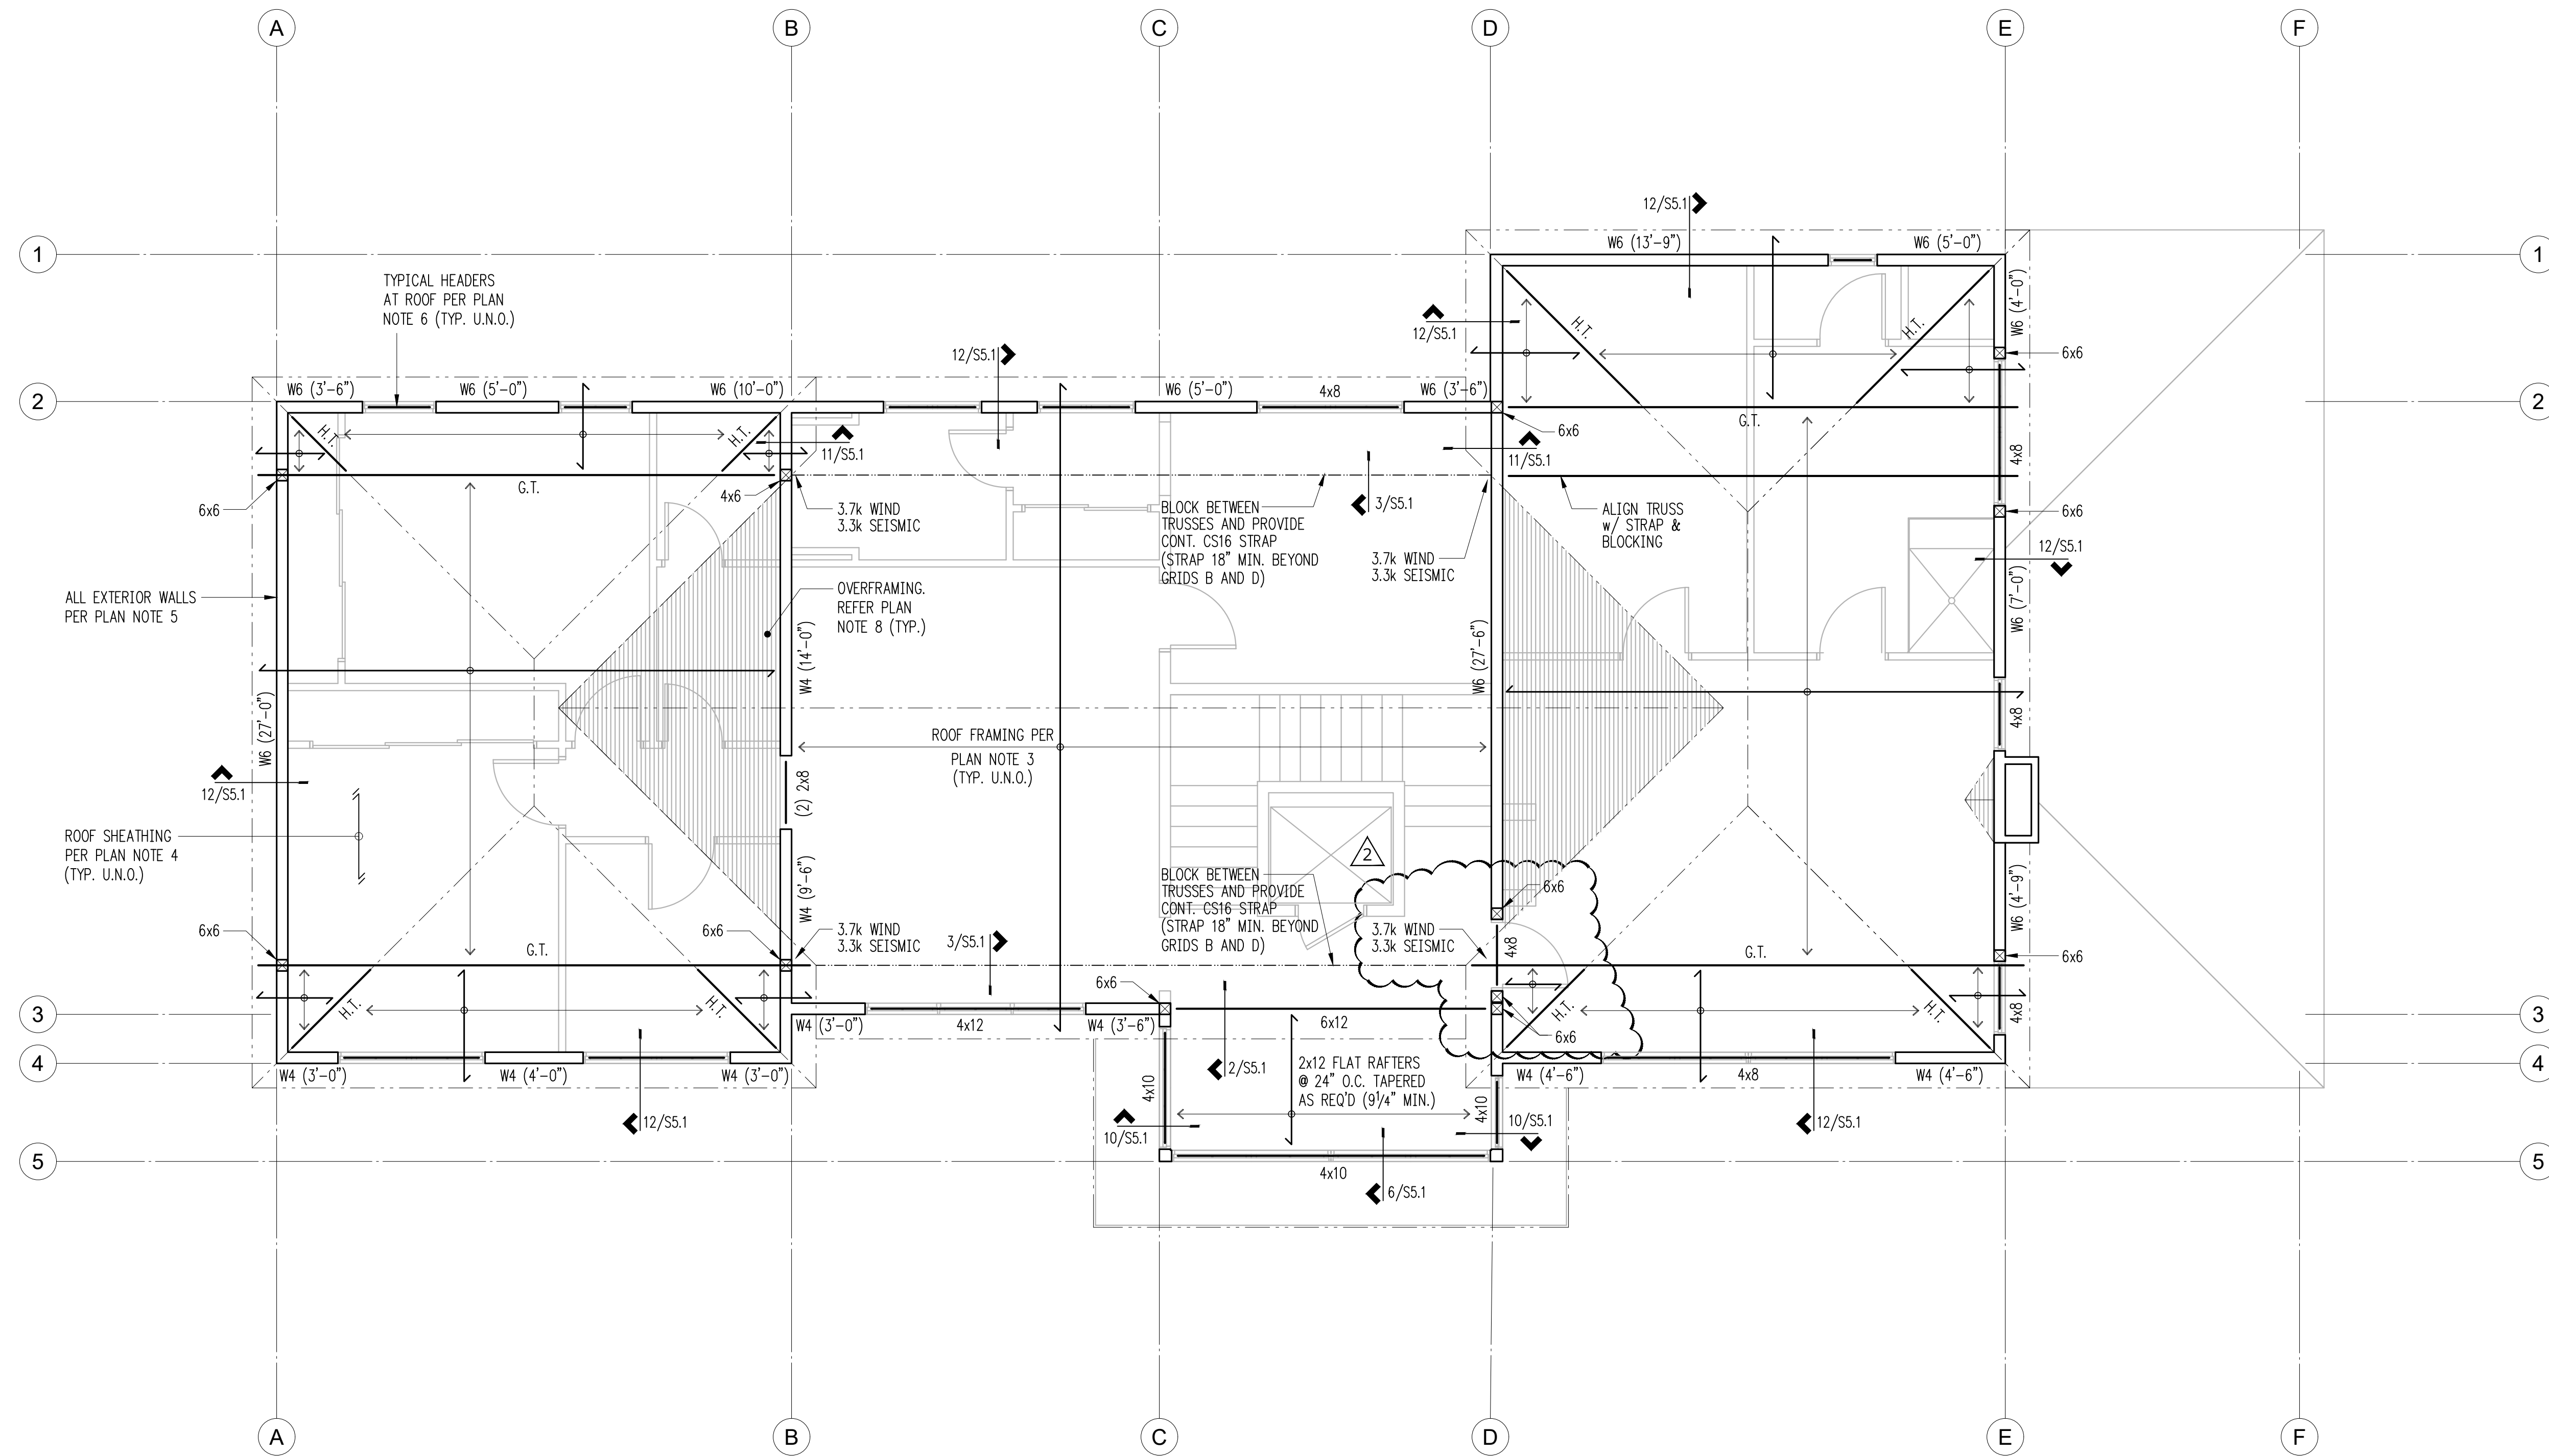 A
B
C
D
E
F
12/S5.1
W6 (13'-9")
W6 (5'-0")
1
1
TYPICAL HEADERS
AT ROOF PER PLAN
NOTE 6 (TYP. U.N.O.)
W6 (4'-0")
H.T.
H.T.
12/S5.1
12/S5.1
6x6
W6 (3'-6")
W6 (5'-0")
W6 (10'-0")
W6 (5'-0")
4x8
W6 (3'-6")
2
2
G.T.
6x6
H.T.
H.T.
11/S5.1
11/S5.1
4x8
G.T.
4x6
6x6
3.7k WIND
3.3k SEISMIC
BLOCK BETWEEN
TRUSSES AND PROVIDE
CONT. CS16 STRAP
(STRAP 18" MIN. BEYOND
GRIDS B AND D)
3/S5.1
3.7k WIND
3.3k SEISMIC
ALIGN TRUSS
w/ STRAP &
BLOCKING
6x6
12/S5.1
ALL EXTERIOR WALLS
PER PLAN NOTE 5
OVERFRAMING.
REFER PLAN
NOTE 8 (TYP.)
W4 (14'-0")
W6 (27'-6")
W6 (7'-0")
W6 (27'-0")
ROOF FRAMING PER
PLAN NOTE 3
(TYP. U.N.O.)
4x8
12/S5.1
(2) 2x8
ROOF SHEATHING
PER PLAN NOTE 4
(TYP. U.N.O.)
2
BLOCK BETWEEN
TRUSSES AND PROVIDE
CONT. CS16 STRAP
(STRAP 18" MIN. BEYOND
GRIDS B AND D)
W4 (9'-6")
6x6
W6 (4'-9")
6x6
6x6
3.7k WIND
3.3k SEISMIC
3/S5.1
3.7k WIND
3.3k SEISMIC
4x8
G.T.
G.T.
6x6
6x6
H.T.
H.T.
H.T.
H.T.
4x8
3
W4 (3'-0")
4x12
W4 (3'-6")
6x12
6x6
3
4
W4 (3'-0")
W4 (4'-0")
W4 (3'-0")
2/S5.1
2x12 FLAT RAFTERS
@ 24" O.C. TAPERED
AS REQ'D (9¼" MIN.)
W4 (4'-6")
4x8
W4 (4'-6")
4
4x10
4x10
12/S5.1
10/S5.1
10/S5.1
12/S5.1
5
4x10
5
6/S5.1
A
B
C
D
E
F